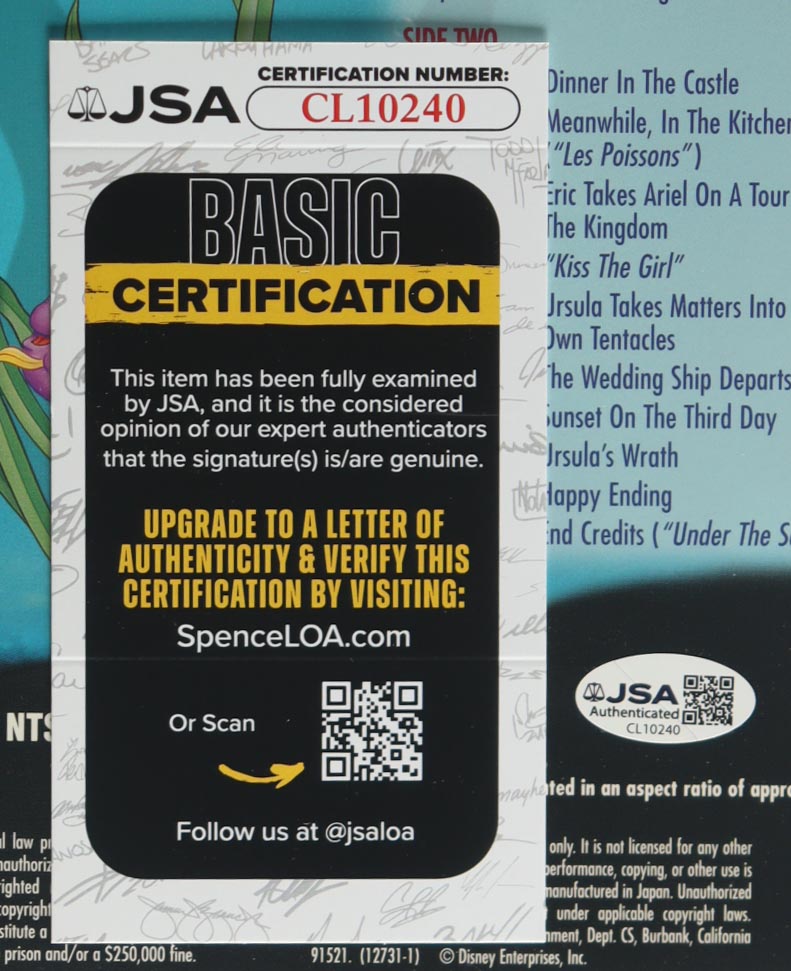 SIDE TWO
CERTIFICATION NUMBER:
JSA
CL10240
BASIC
CERTIFICATION
This item has been fully examined
by JSA, and it is the considered
opinion of our expert authenticators
that the signature(s) is/are genuine.
UPGRADE TO A LETTER OF
AUTHENTICITY & VERIFY THIS
CERTIFICATION BY VISITING:
SpenceLOA.com
Or Scan
Follow us at @jsaloa
Dinner In The Castle
Meanwhile, In The Kitchen
("Les Poissons")
Eric Takes Ariel On A Tour
The Kingdom
"Kiss The Girl"
Ursula Takes Matters Into
Own Tentacles
The Wedding Ship Departs
Sunset On The Third Day
Ursula's Wrath
Happy Ending
End Credits ("Under The S
JSA
Authenticated
CL10240
NTS
in an aspect ratio of appro
only. It is not licensed for any other
performance, copying, or other use is
manufactured in Japan. Unauthorized
under applicable copyright laws.
Dept. CS, Burbank, California
law
prison and/or a $250,000 fine.
91521. (12731-1) © Disney Enterprises, Inc.